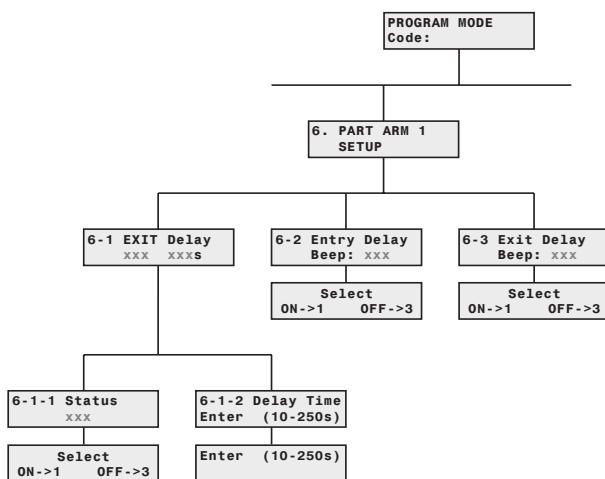 PROGRAM MODE
Code:
6. PART ARM 1
SETUP
6-1 EXIT Delay
xxx xxxs
6-2 Entry Delay
Beep: xxx
6-3 Exit Delay
Beep: xxx
Select
ON->1 OFF->3
Select
ON->1 OFF->3
6-1-1 Status
xxx
6-1-2 Delay Time
Enter (10-250s)
Select
ON->1 OFF->3
Enter (10-250s)